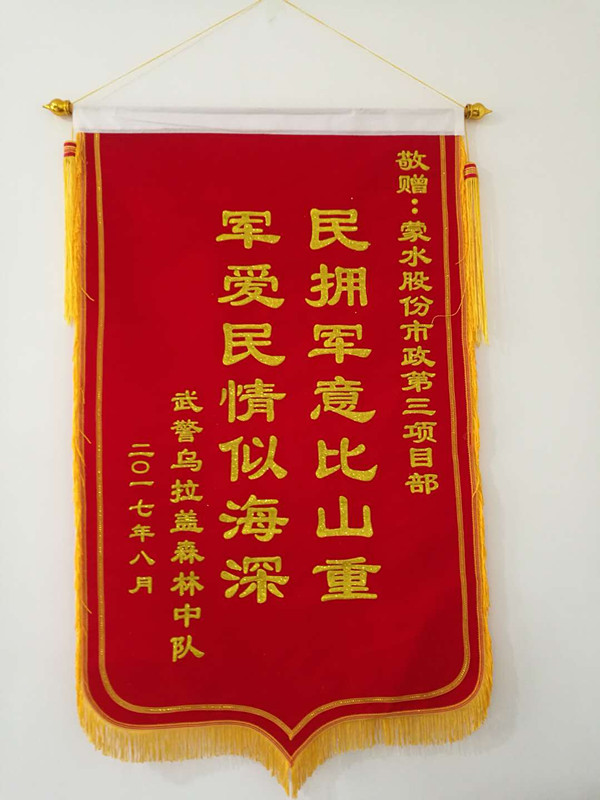 敬赠：蒙水股份市政第三项目部
民拥军意比山重
军爱民情似海深
武警乌拉盖森林中队
二〇一七年八月